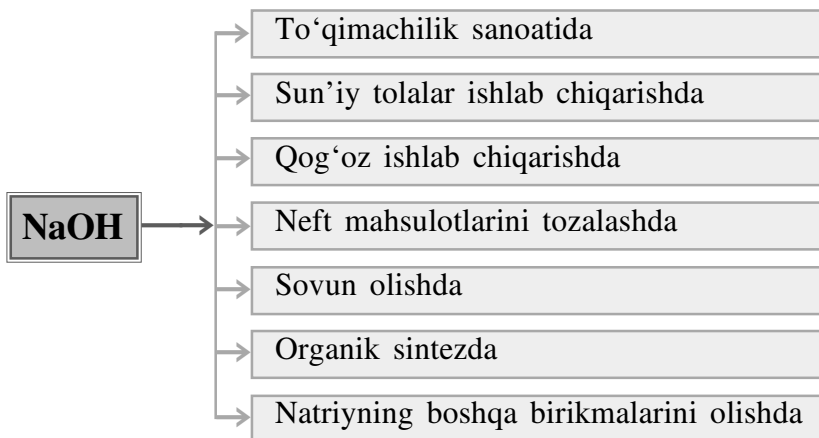 To‘qimachilik sanoatida
Sun’iy tolalar ishlab chiqarishda
Qog‘oz ishlab chiqarishda
NaOH
Neft mahsulotlarini tozalashda
Sovun olishda
Organik sintezda
Natriyning boshqa birikmalarini olishda